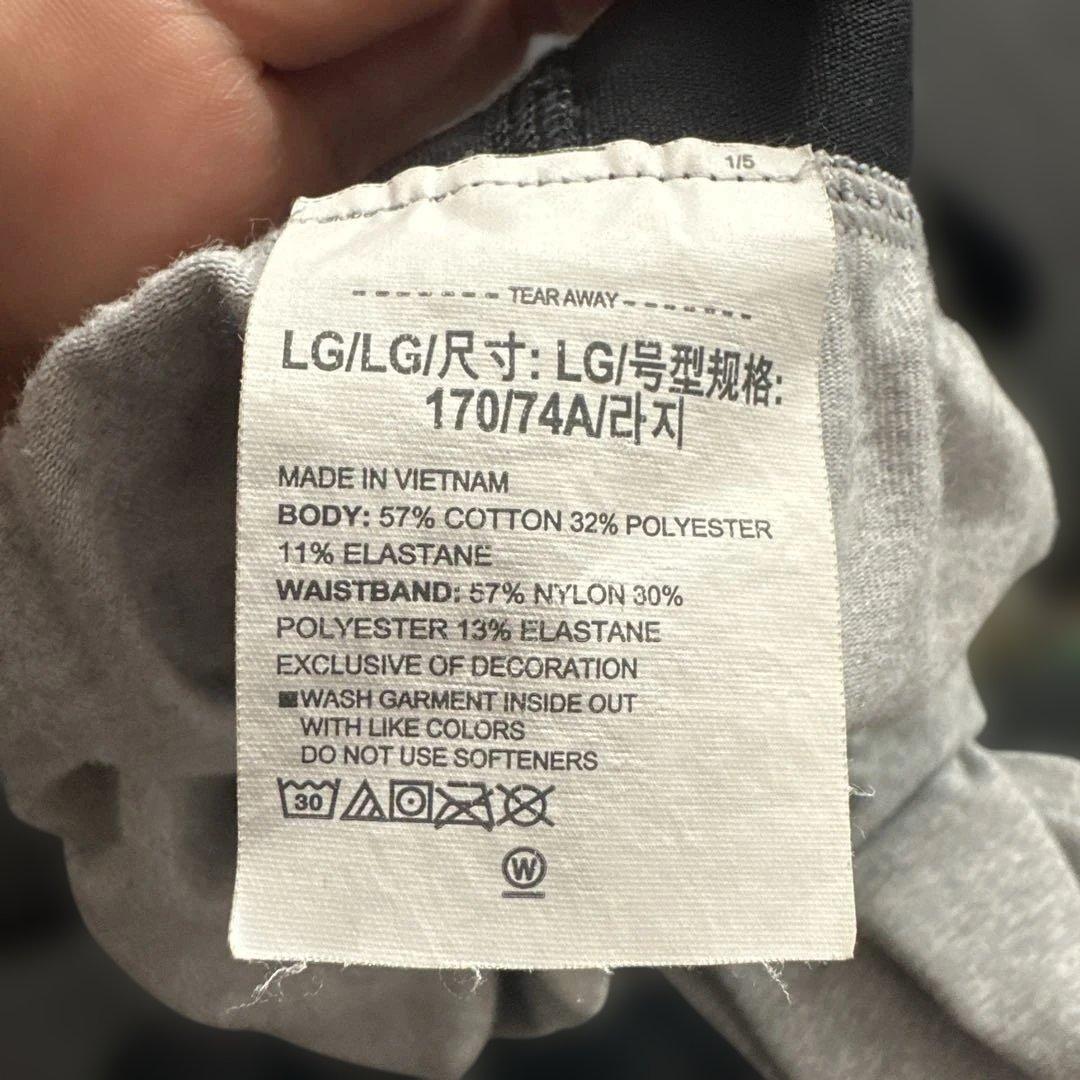 1/5
TEAR AWAY
LG/LG/尺寸: LG/号型规格:
170/74A/라지
MADE IN VIETNAM
BODY: 57% COTTON 32% POLYESTER
11% ELASTANE
WAISTBAND: 57% NYLON 30%
POLYESTER 13% ELASTANE
EXCLUSIVE OF DECORATION
WASH GARMENT INSIDE OUT
WITH LIKE COLORS
DO NOT USE SOFTENERS
30
W